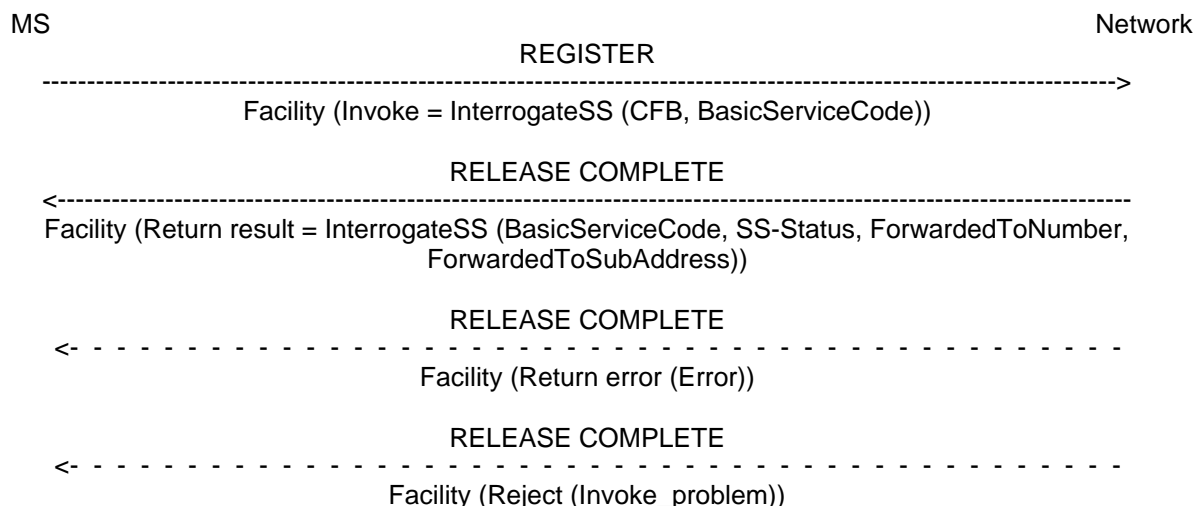 MS Network
REGISTER
Facility (Invoke = InterrogateSS (CFB, BasicServiceCode))
RELEASE COMPLETE
Facility (Return result = InterrogateSS (BasicServiceCode, SS-Status, ForwardedToNumber,
ForwardedToSubAddress))
RELEASE COMPLETE
Facility (Return error (Error))
RELEASE COMPLETE
Facility (Reject (Invoke_problem))